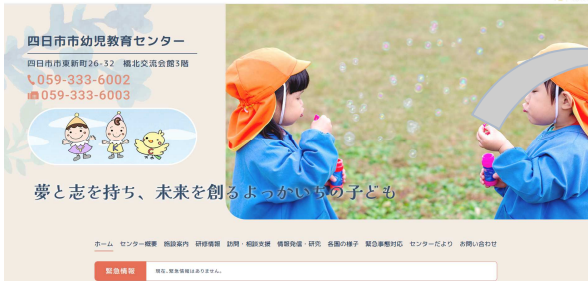 四日市市幼児教育センター
四日市市東新町26-32 橋北交流会館3階
059-333-6002
059-333-6003
夢と志を持ち、未来を創るよっかいちの子ども
ホーム センター概要 施設案内 研修情報 訪問・相談支援 情報発信・研究 各園の様子 緊急事態対応 センターだより お問い合わせ
緊急情報 現在、緊急情報はありません。